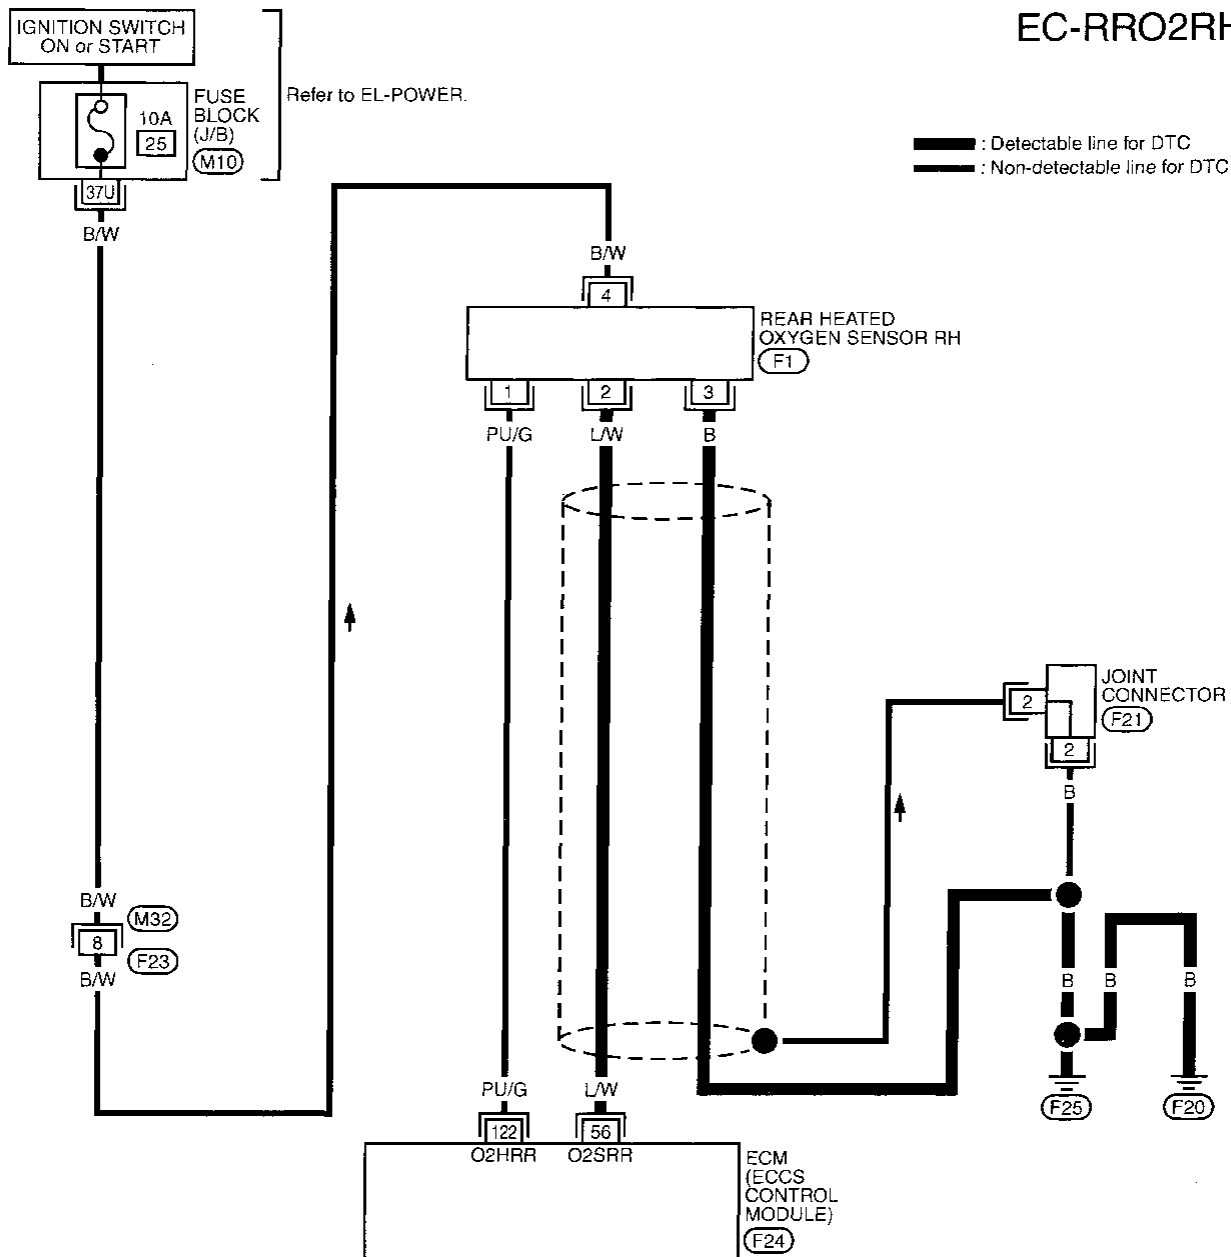 EC-RRO2RH
IGNITION SWITCH
ON or START
FUSE
BLOCK
(J/B)
M10
10A
25
Refer to EL-POWER.
: Detectable line for DTC
: Non-detectable line for DTC
37U
B/W
B/W
4
REAR HEATED
OXYGEN SENSOR RH
F1
1
2
3
PU/G
L/W
B
JOINT
CONNECTOR
F21
2
2
B
B/W
M32
8
F23
B/W
B
B
B
PU/G
L/W
F25
F20
122
56
O2HRR
O2SRR
ECM
(ECCS
CONTROL
MODULE)
F24